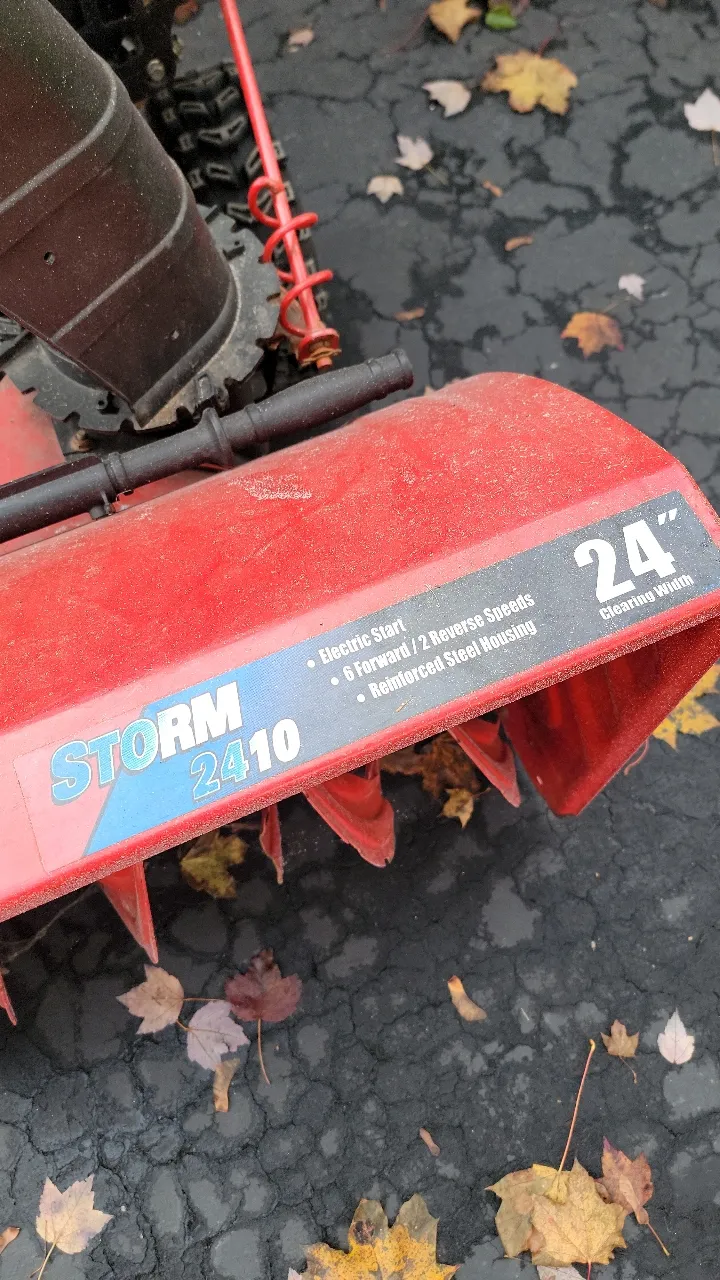 STORM
2410
• Electric Start
• 6 Forward / 2 Reverse Speeds
• Reinforced Steel Housing
24"
Clearing Width